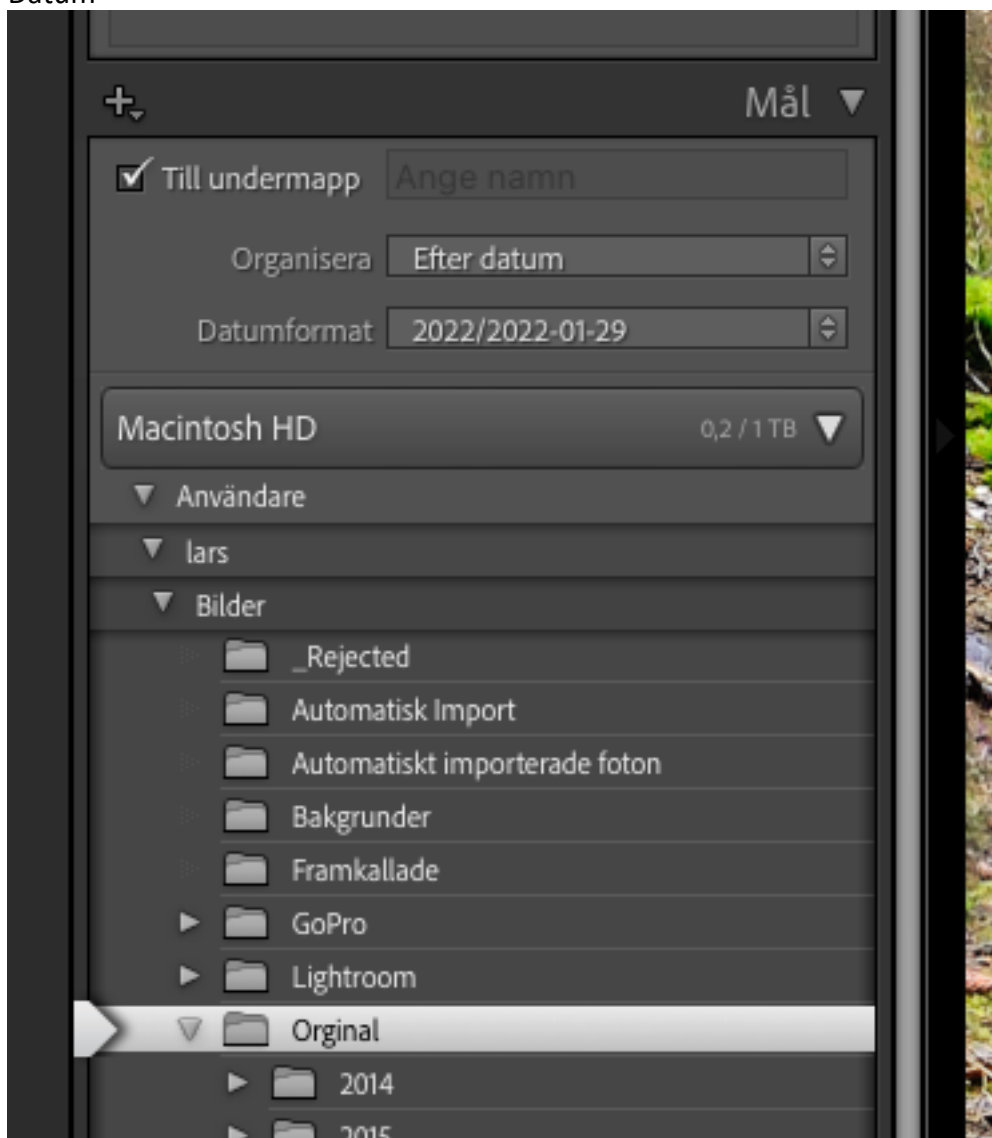 Datum
Mål
Till undermapp Ange namn
Organisera Efter datum
Datumformat 2022/2022-01-29
Macintosh HD 0,2 / 1 TB
Användare
lars
Bilder
_Rejected
Automatisk Import
Automatiskt importerade foton
Bakgrunder
Framkallade
GoPro
Lightroom
Orginal
2014
2015